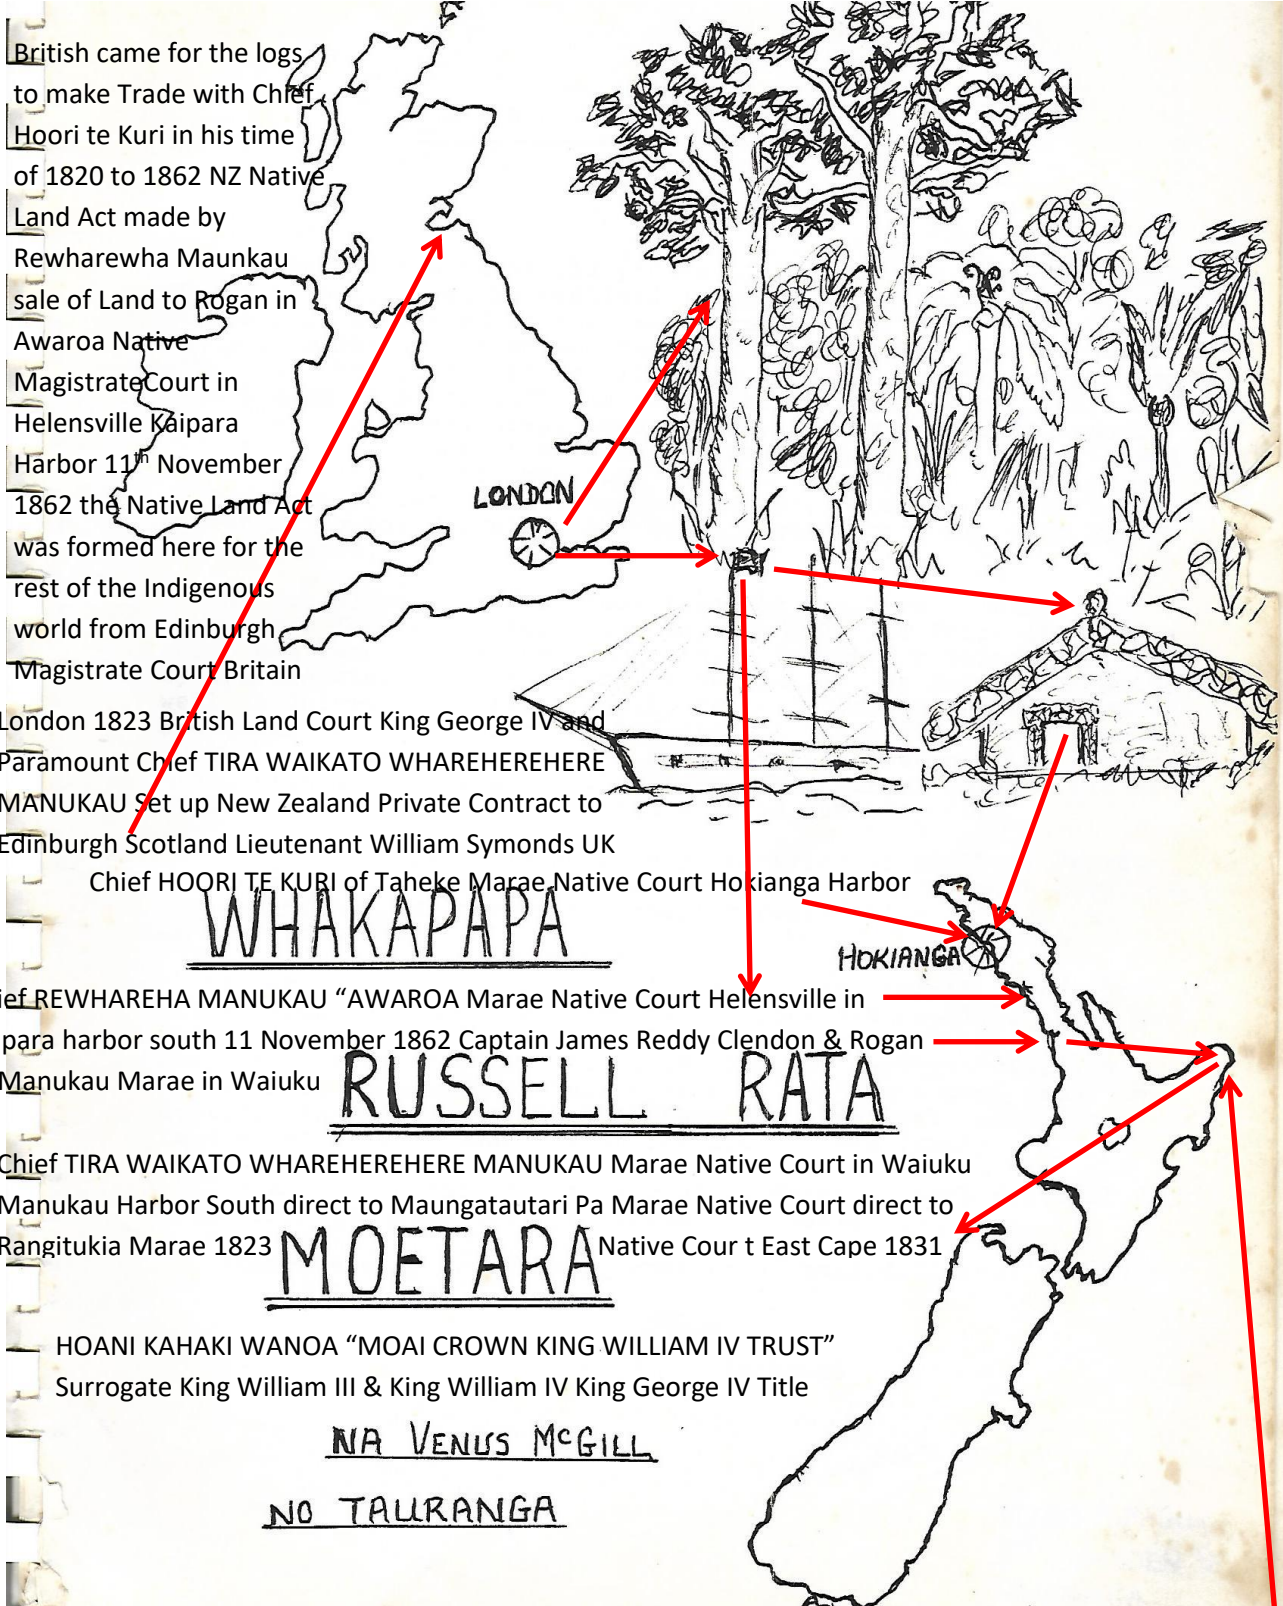 British came for the logs
to make Trade with Chief
Hoori te Kuri in his time
of 1820 to 1862 NZ Native
Land Act made by
Rewharewha Maunkau
sale of Land to Rogan in
Awaroa Native
MagistrateCourt in
Helensville Kaipara
Harbor 11th November
1862 the Native Land Act
was formed here for the
rest of the Indigenous
world from Edinburgh
Magistrate Court Britain
LONDON
London 1823 British Land Court King George IV and
Paramount Chief TIRA WAIKATO WHAREHEREHERE
MANUKAU Set up New Zealand Private Contract to
Edinburgh Scotland Lieutenant William Symonds UK
Chief HOORI TE KURI of Taheke Marae Native Court Hokianga Harbor
WHAKAPAPA
HOKIANGA
ief REWHAREHA MANUKAU “AWAROA Marae Native Court Helensville in
para harbor south 11 November 1862 Captain James Reddy Clendon & Rogan
Manukau Marae in Waiuku
RUSSELL RATA
Chief TIRA WAIKATO WHAREHEREHERE MANUKAU Marae Native Court in Waiuku
Manukau Harbor South direct to Maungatautari Pa Marae Native Court direct to
Rangitukia Marae 1823 MOETARA Native Cour t East Cape 1831
HOANI KAHAKI WANOA “MOAI CROWN KING WILLIAM IV TRUST”
Surrogate King William III & King William IV King George IV Title
NA VENUS McGILL
NO TAURANGA